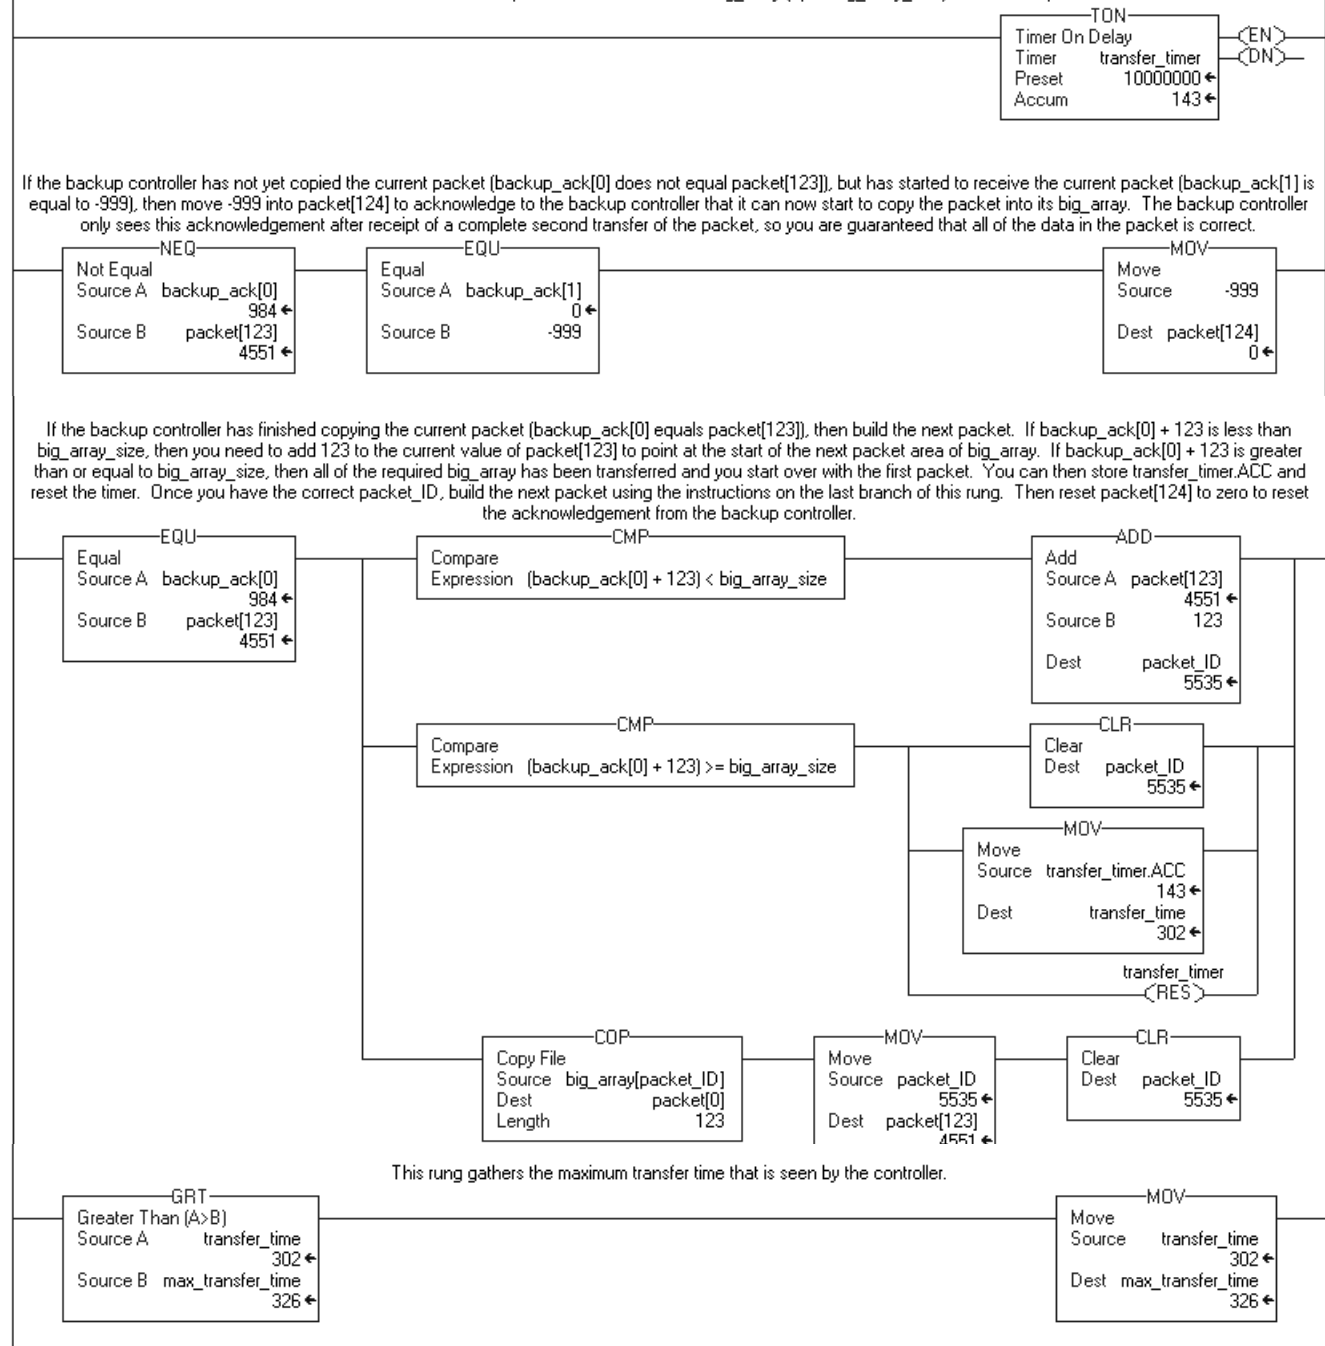 TON
Timer On Delay
Timer transfer_timer
Preset 10000000
Accum 143
EN
DN
If the backup controller has not yet copied the current packet (backup_ack[0] does not equal packet[123]), but has started to receive the current packet (backup_ack[1] is
equal to -999), then move -999 into packet[124] to acknowledge to the backup controller that it can now start to copy the packet into its big_array. The backup controller
only sees this acknowledgement after receipt of a complete second transfer of the packet, so you are guaranteed that all of the data in the packet is correct.
NEQ
Not Equal
Source A backup_ack[0]
984
Source B packet[123]
4551
EQU
Equal
Source A backup_ack[1]
0
Source B -999
MOV
Move
Source -999
Dest packet[124]
0
If the backup controller has finished copying the current packet (backup_ack[0] equals packet[123]), then build the next packet. If backup_ack[0] + 123 is less than
big_array_size, then you need to add 123 to the current value of packet[123] to point at the start of the next packet area of big_array. If backup_ack[0] + 123 is greater
than or equal to big_array_size, then all of the required big_array has been transferred and you start over with the first packet. You can then store transfer_timer.ACC and
reset the timer. Once you have the correct packet_ID, build the next packet using the instructions on the last branch of this rung. Then reset packet[124] to zero to reset
the acknowledgement from the backup controller.
EQU
Equal
Source A backup_ack[0]
984
Source B packet[123]
4551
CMP
Compare
Expression (backup_ack[0] + 123) < big_array_size
ADD
Add
Source A packet[123]
4551
Source B 123
Dest packet_ID
5535
CMP
Compare
Expression (backup_ack[0] + 123) >= big_array_size
CLR
Clear
Dest packet_ID
5535
MOV
Move
Source transfer_timer.ACC
143
Dest transfer_time
302
transfer_timer
RES
COP
Copy File
Source big_array[packet_ID]
Dest packet[0]
Length 123
MOV
Move
Source packet_ID
5535
Dest packet[123]
4551
CLR
Clear
Dest packet_ID
5535
This rung gathers the maximum transfer time that is seen by the controller.
GRT
Greater Than (A>B)
Source A transfer_time
302
Source B max_transfer_time
326
MOV
Move
Source transfer_time
302
Dest max_transfer_time
326